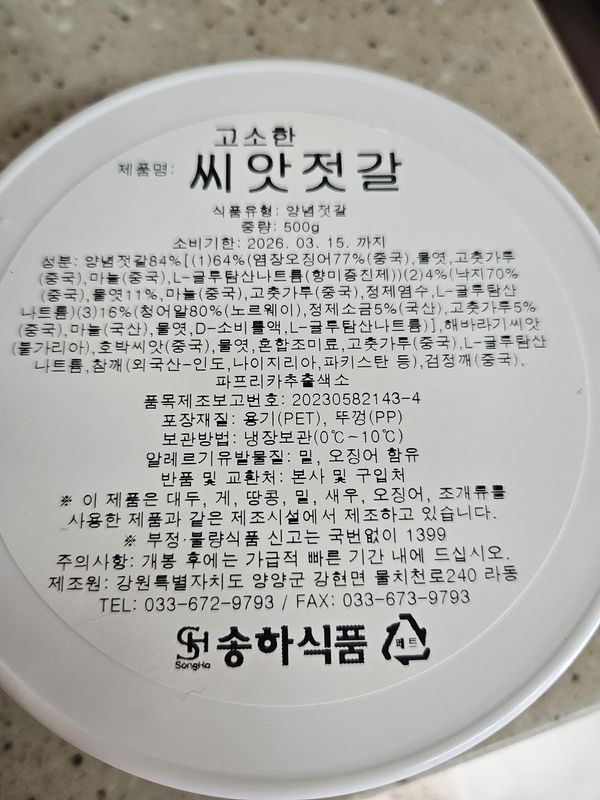 고소한
제품명: 씨앗젓갈
식품유형: 양념젓갈
중량: 500g
소비기한: 2026. 03. 15. 까지
성분: 양념젓갈84%[(1)64%(염장오징어77%(중국),물엿,고춧가루
(중국),마늘(중국),L-글루탐산나트륨(향미증진제))(2)4%(낙지70%
(중국),물엿11%,마늘(중국),고춧가루(중국),정제염수,L-글루탐산
나트륨)(3)16%(청어알80%(노르웨이),정제소금5%(국산),고춧가루5%
(중국),마늘(국산),물엿,D-소비톨액,L-글루탐산나트륨)],해바라기씨앗
(불가리아),호박씨앗(중국),물엿,혼합조미료,고춧가루(중국),L-글루탐산
나트륨,참깨(외국산-인도,나이지리아,파키스탄 등),검정깨(중국),
파프리카추출색소
품목제조보고번호: 20230582143-4
포장재질: 용기(PET), 뚜껑(PP)
보관방법: 냉장보관(0℃~10℃)
알레르기유발물질: 밀, 오징어 함유
반품 및 교환처: 본사 및 구입처
※ 이 제품은 대두, 게, 땅콩, 밀, 새우, 오징어, 조개류를
사용한 제품과 같은 제조시설에서 제조하고 있습니다.
※ 부정·불량식품 신고는 국번없이 1399
주의사항: 개봉 후에는 가급적 빠른 기간 내에 드십시오.
제조원: 강원특별자치도 양양군 강현면 물치천로240 라동
TEL: 033-672-9793 / FAX: 033-673-9793
SH SongHa 송하식품 페트